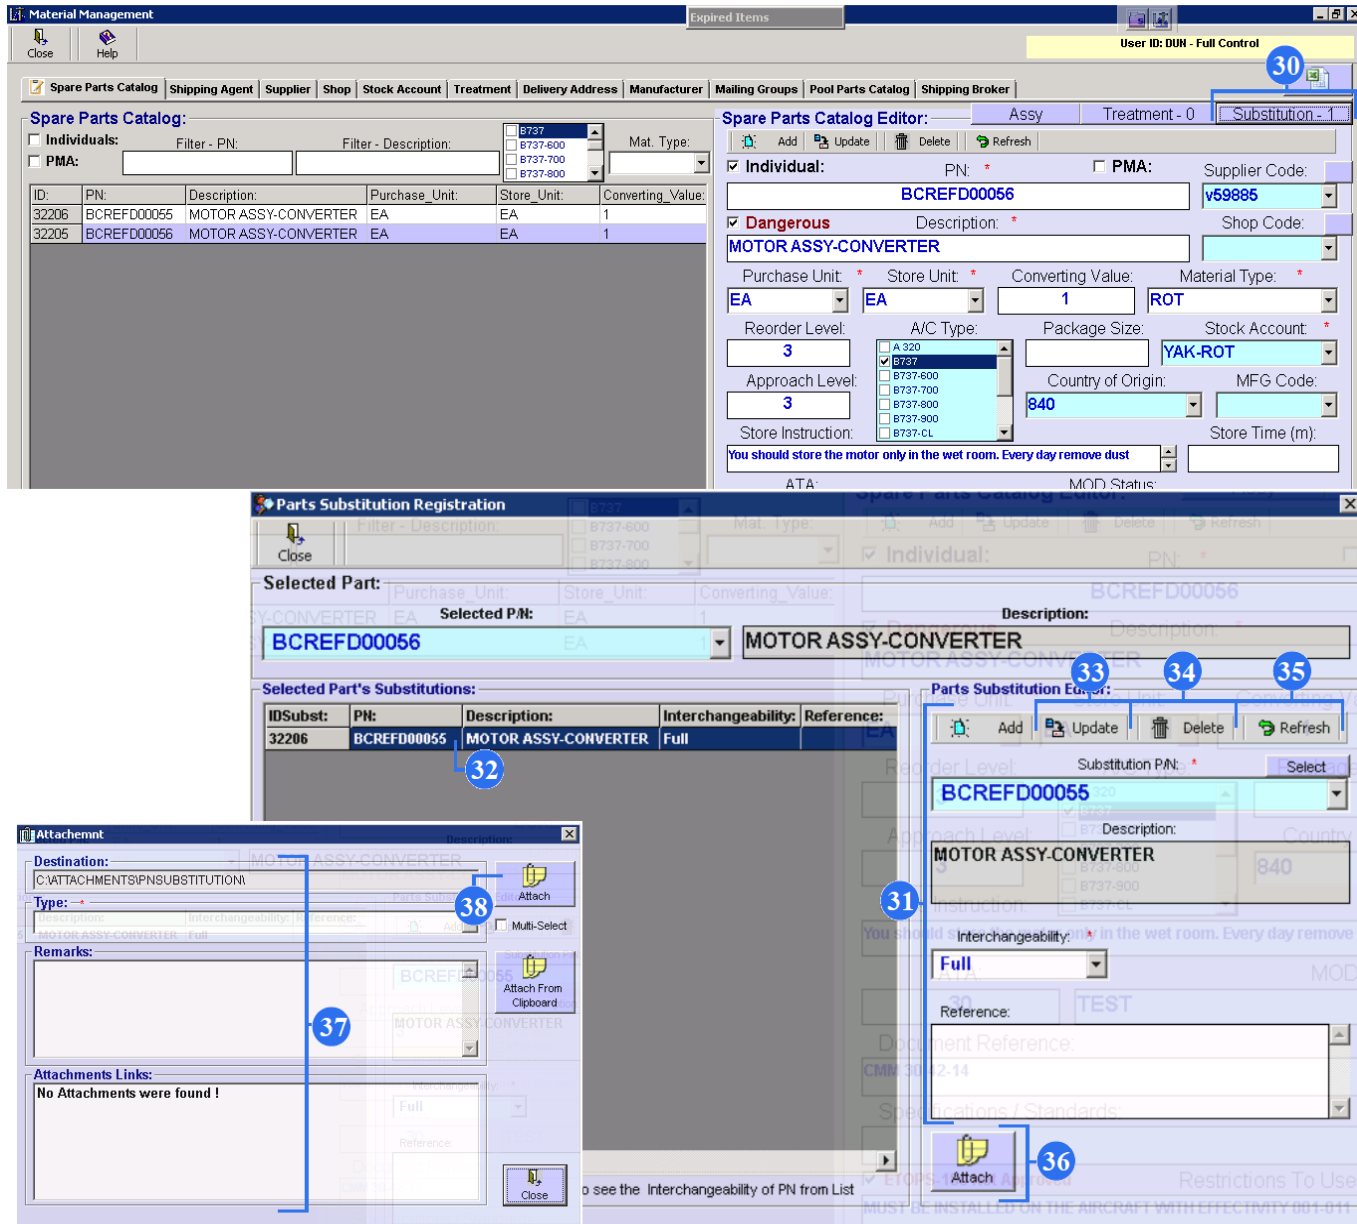 Material Management
Expired Items
Close
Help
User ID: DUN - Full Control
30
Spare Parts Catalog
Shipping Agent
Supplier
Shop
Stock Account
Treatment
Delivery Address
Manufacturer
Mailing Groups
Pool Parts Catalog
Shipping Broker
Spare Parts Catalog:
Individuals:
Filter - PN:
Filter - Description:
B737
B737-600
B737-700
B737-800
Mat. Type:
PMA:
ID: PN: Description: Purchase_Unit: Store_Unit: Converting_Value:
32206 BCREFD00055 MOTOR ASSY-CONVERTER EA EA 1
32205 BCREFD00056 MOTOR ASSY-CONVERTER EA EA 1
Spare Parts Catalog Editor:
Assy
Treatment - 0
Substitution - 1
Add
Update
Delete
Refresh
Individual:
PN: *
PMA:
Supplier Code:
BCREFD00056
v59885
Dangerous
Description: *
Shop Code:
MOTOR ASSY-CONVERTER
Purchase Unit: *
Store Unit: *
Converting Value:
Material Type: *
EA
EA
1
ROT
Reorder Level:
A/C Type:
Package Size:
Stock Account: *
3
A 320
B737
B737-600
B737-700
B737-800
B737-900
B737-CL
YAK-ROT
Approach Level:
Country of Origin:
MFG Code:
3
840
Store Instruction:
Store Time (m):
You should store the motor only in the wet room. Every day remove dust
ATA:
MOD Status:
Parts Substitution Registration
Close
Selected Part:
Selected P/N:
Description:
BCREFD00056
MOTOR ASSY-CONVERTER
33
34
35
Selected Part's Substitutions:
IDSubst: PN: Description: Interchangeability: Reference:
32206 BCREFD00055 MOTOR ASSY-CONVERTER Full
32
Parts Substitution Editor:
Add
Update
Delete
Refresh
Substitution P/N: *
Select
BCREFD00055
Description:
MOTOR ASSY-CONVERTER
31
Interchangeability: *
Full
Reference:
Attach
36
o see the Interchangeability of PN from List
Attachemnt
Destination:
C:\ATTACHMENTS\PNSUBSTITUTION\
Attach
38
Type: *
Multi-Select
Remarks:
Attach From
Clipboard
37
Attachments Links:
No Attachments were found !
Close